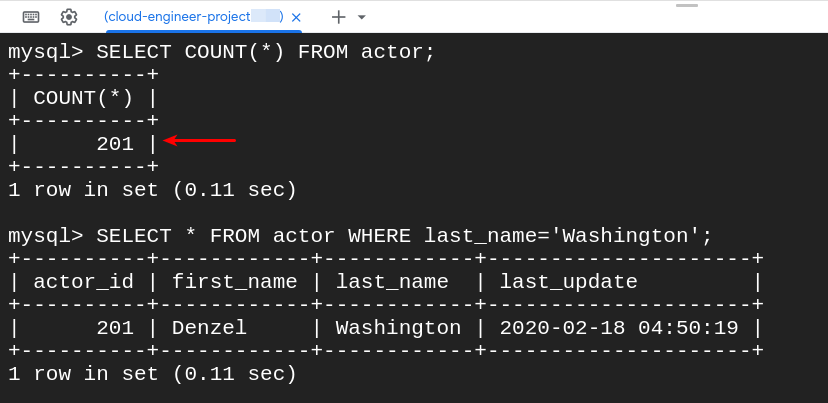 (cloud-engineer-project )
mysql> SELECT COUNT(*) FROM actor;
+----------+
| COUNT(*) |
+----------+
|      201 |
+----------+
1 row in set (0.11 sec)
mysql> SELECT * FROM actor WHERE last_name='Washington';
+----------+------------+------------+---------------------+
| actor_id | first_name | last_name  | last_update         |
+----------+------------+------------+---------------------+
|      201 | Denzel     | Washington | 2020-02-18 04:50:19 |
+----------+------------+------------+---------------------+
1 row in set (0.11 sec)